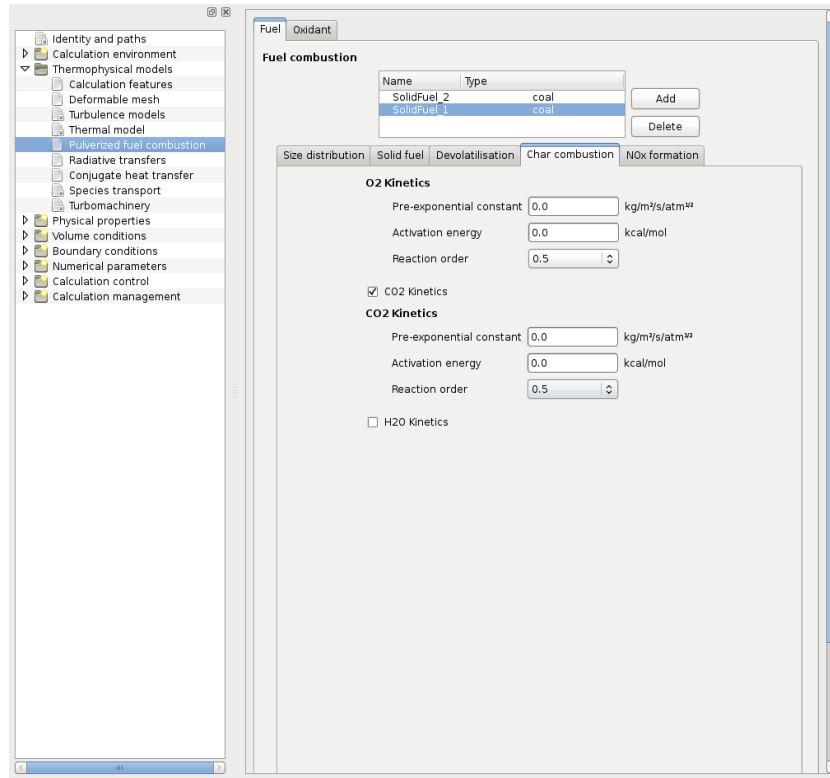 Identity and paths
Calculation environment
Thermophysical models
Calculation features
Deformable mesh
Turbulence models
Thermal model
Pulverized fuel combustion
Radiative transfers
Conjugate heat transfer
Species transport
Turbomachinery
Physical properties
Volume conditions
Boundary conditions
Numerical parameters
Calculation control
Calculation management
Fuel Oxidant
Fuel combustion
Name Type
SolidFuel_2 coal
SolidFuel_1 coal
Add
Delete
Size distribution Solid fuel Devolatilisation Char combustion NOx formation
O2 Kinetics
Pre-exponential constant 0.0 kg/m²/s/atm¹ᐟ²
Activation energy 0.0 kcal/mol
Reaction order 0.5
CO2 Kinetics
CO2 Kinetics
Pre-exponential constant 0.0 kg/m²/s/atm¹ᐟ²
Activation energy 0.0 kcal/mol
Reaction order 0.5
H2O Kinetics